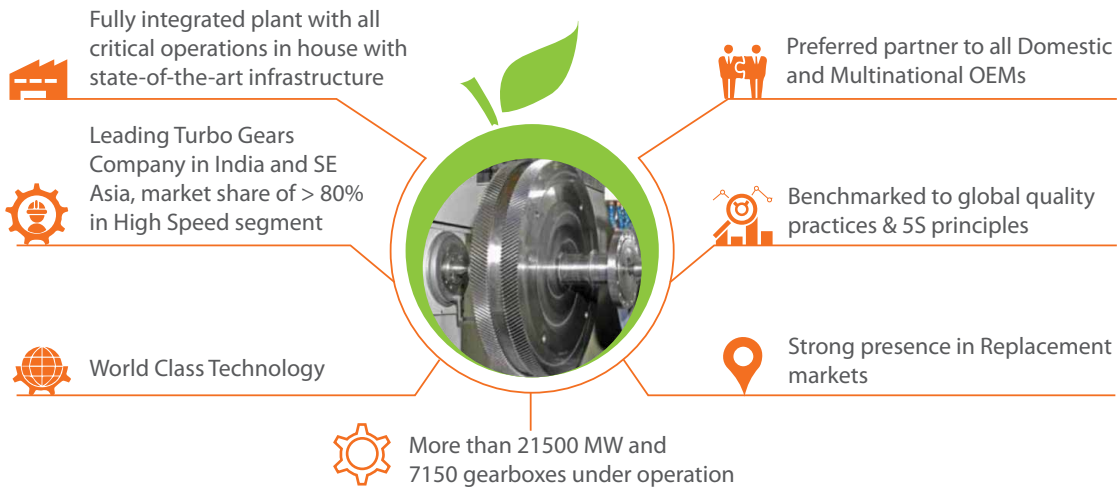 Fully integrated plant with all
critical operations in house with
state-of-the-art infrastructure
Leading Turbo Gears
Company in India and SE
Asia, market share of > 80%
in High Speed segment
World Class Technology
Preferred partner to all Domestic
and Multinational OEMs
Benchmarked to global quality
practices & 5S principles
Strong presence in Replacement
markets
More than 21500 MW and
7150 gearboxes under operation